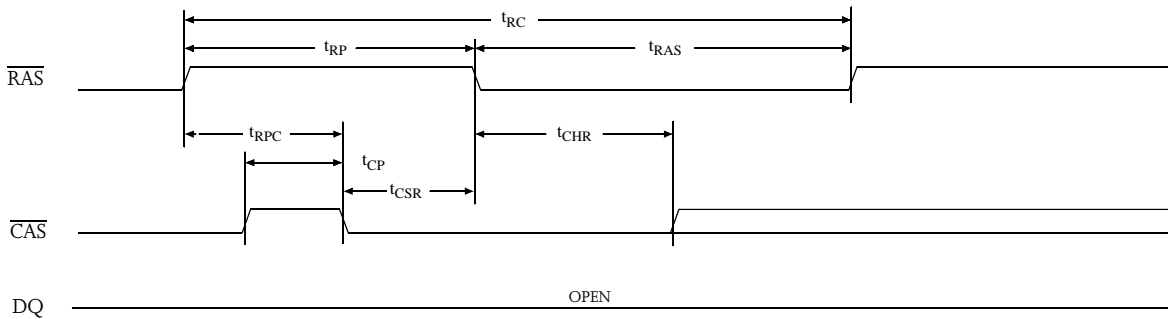 tRC
tRP
tRAS
RAS
tRPC
tCHR
tCP
tCSR
CAS
OPEN
DQ